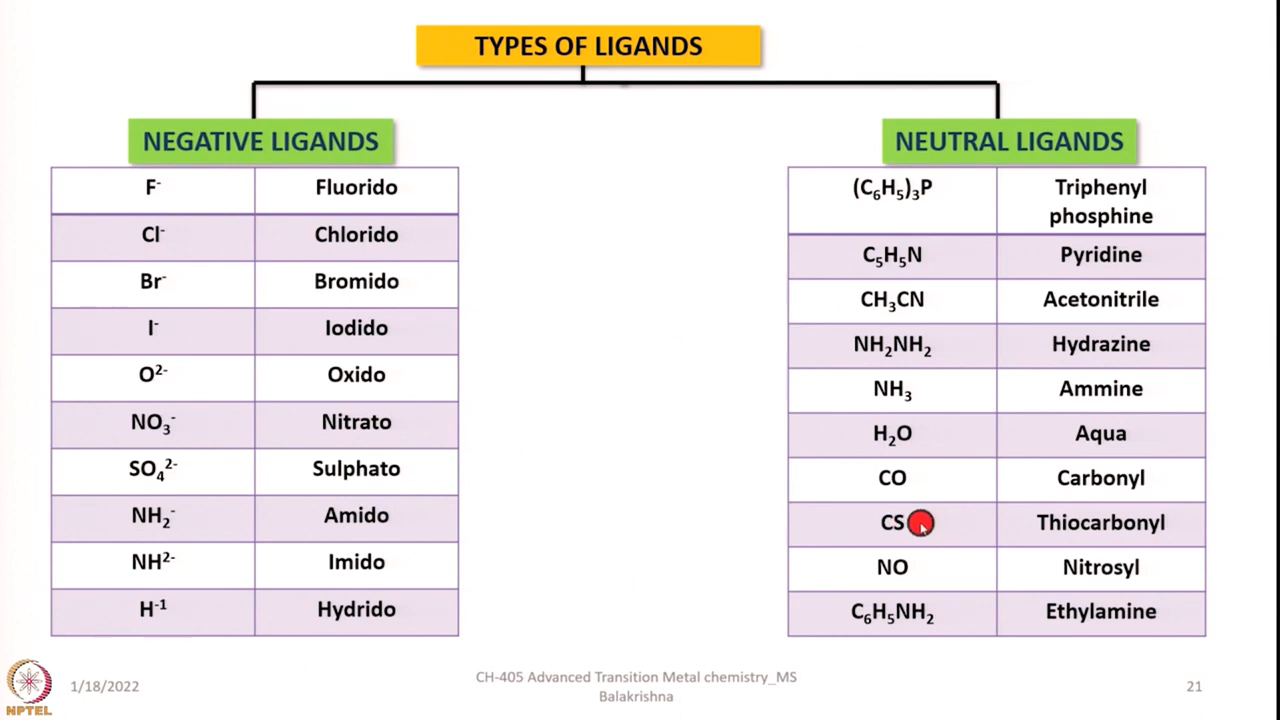 TYPES OF LIGANDS
NEGATIVE LIGANDS
F⁻ Fluorido
Cl⁻ Chlorido
Br⁻ Bromido
I⁻ Iodido
O²⁻ Oxido
NO₃⁻ Nitrato
SO₄²⁻ Sulphato
NH₂⁻ Amido
NH²⁻ Imido
H⁻¹ Hydrido
NEUTRAL LIGANDS
(C₆H₅)₃P Triphenyl
phosphine
C₅H₅N Pyridine
CH₃CN Acetonitrile
NH₂NH₂ Hydrazine
NH₃ Ammine
H₂O Aqua
CO Carbonyl
CS Thiocarbonyl
NO Nitrosyl
C₆H₅NH₂ Ethylamine
NPTEL
1/18/2022
CH-405 Advanced Transition Metal chemistry_MS
Balakrishna
21